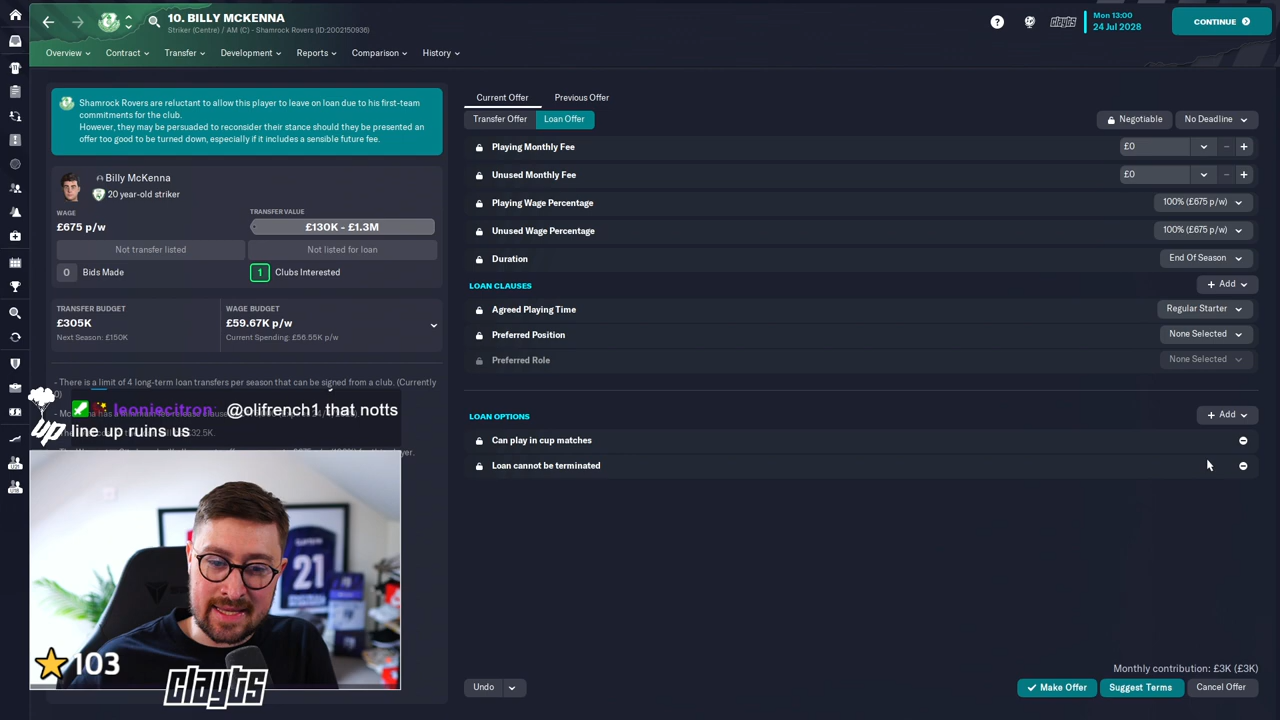 10. BILLY MCKENNA
Striker (Centre) / AM (C) - Shamrock Rovers (ID:2002150936)
clayts
Mon 13:00
24 Jul 2028
CONTINUE
Overview
Contract
Transfer
Development
Reports
Comparison
History
Shamrock Rovers are reluctant to allow this player to leave on loan due to his first-team
commitments for the club.
However, they may be persuaded to reconsider their stance should they be presented an
offer too good to be turned down, especially if it includes a sensible future fee.
Billy McKenna
20 year-old striker
WAGE
£675 p/w
TRANSFER VALUE
£130K - £1.3M
Not transfer listed
Not listed for loan
0 Bids Made
1 Clubs Interested
TRANSFER BUDGET
£305K
Next Season: £150K
WAGE BUDGET
£59.67K p/w
Current Spending: £56.55K p/w
- There is a limit of 4 long-term loan transfers per season that can be signed from a club. (Currently
0)
leoniecitron: @olifrench1 that notts
line up ruins us
up
21
103
clayts
Current Offer
Previous Offer
Transfer Offer
Loan Offer
Negotiable
No Deadline
Playing Monthly Fee
£0
Unused Monthly Fee
£0
Playing Wage Percentage
100% (£675 p/w)
Unused Wage Percentage
100% (£675 p/w)
Duration
End Of Season
LOAN CLAUSES
+ Add
Agreed Playing Time
Regular Starter
Preferred Position
None Selected
Preferred Role
None Selected
LOAN OPTIONS
+ Add
Can play in cup matches
Loan cannot be terminated
Monthly contribution: £3K (£3K)
Undo
Make Offer
Suggest Terms
Cancel Offer